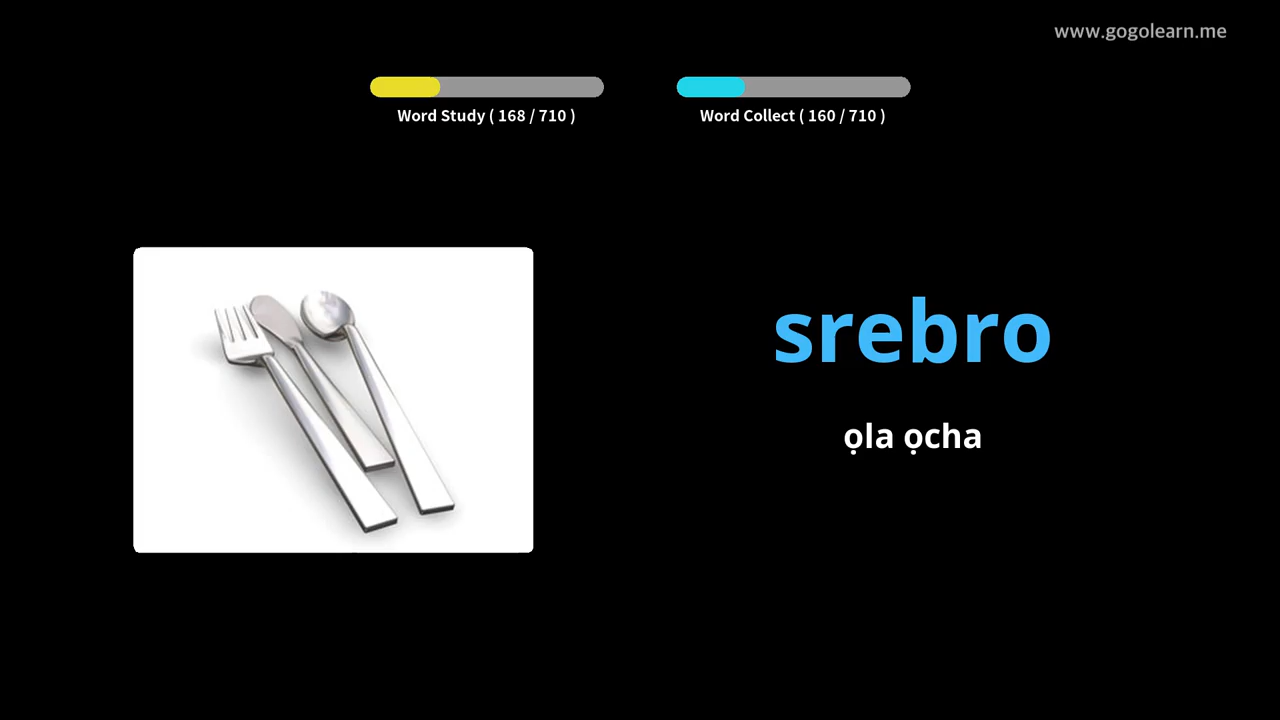 www.gogolearn.me
Word Study ( 168 / 710 )
Word Collect ( 160 / 710 )
srebro
ọla ọcha